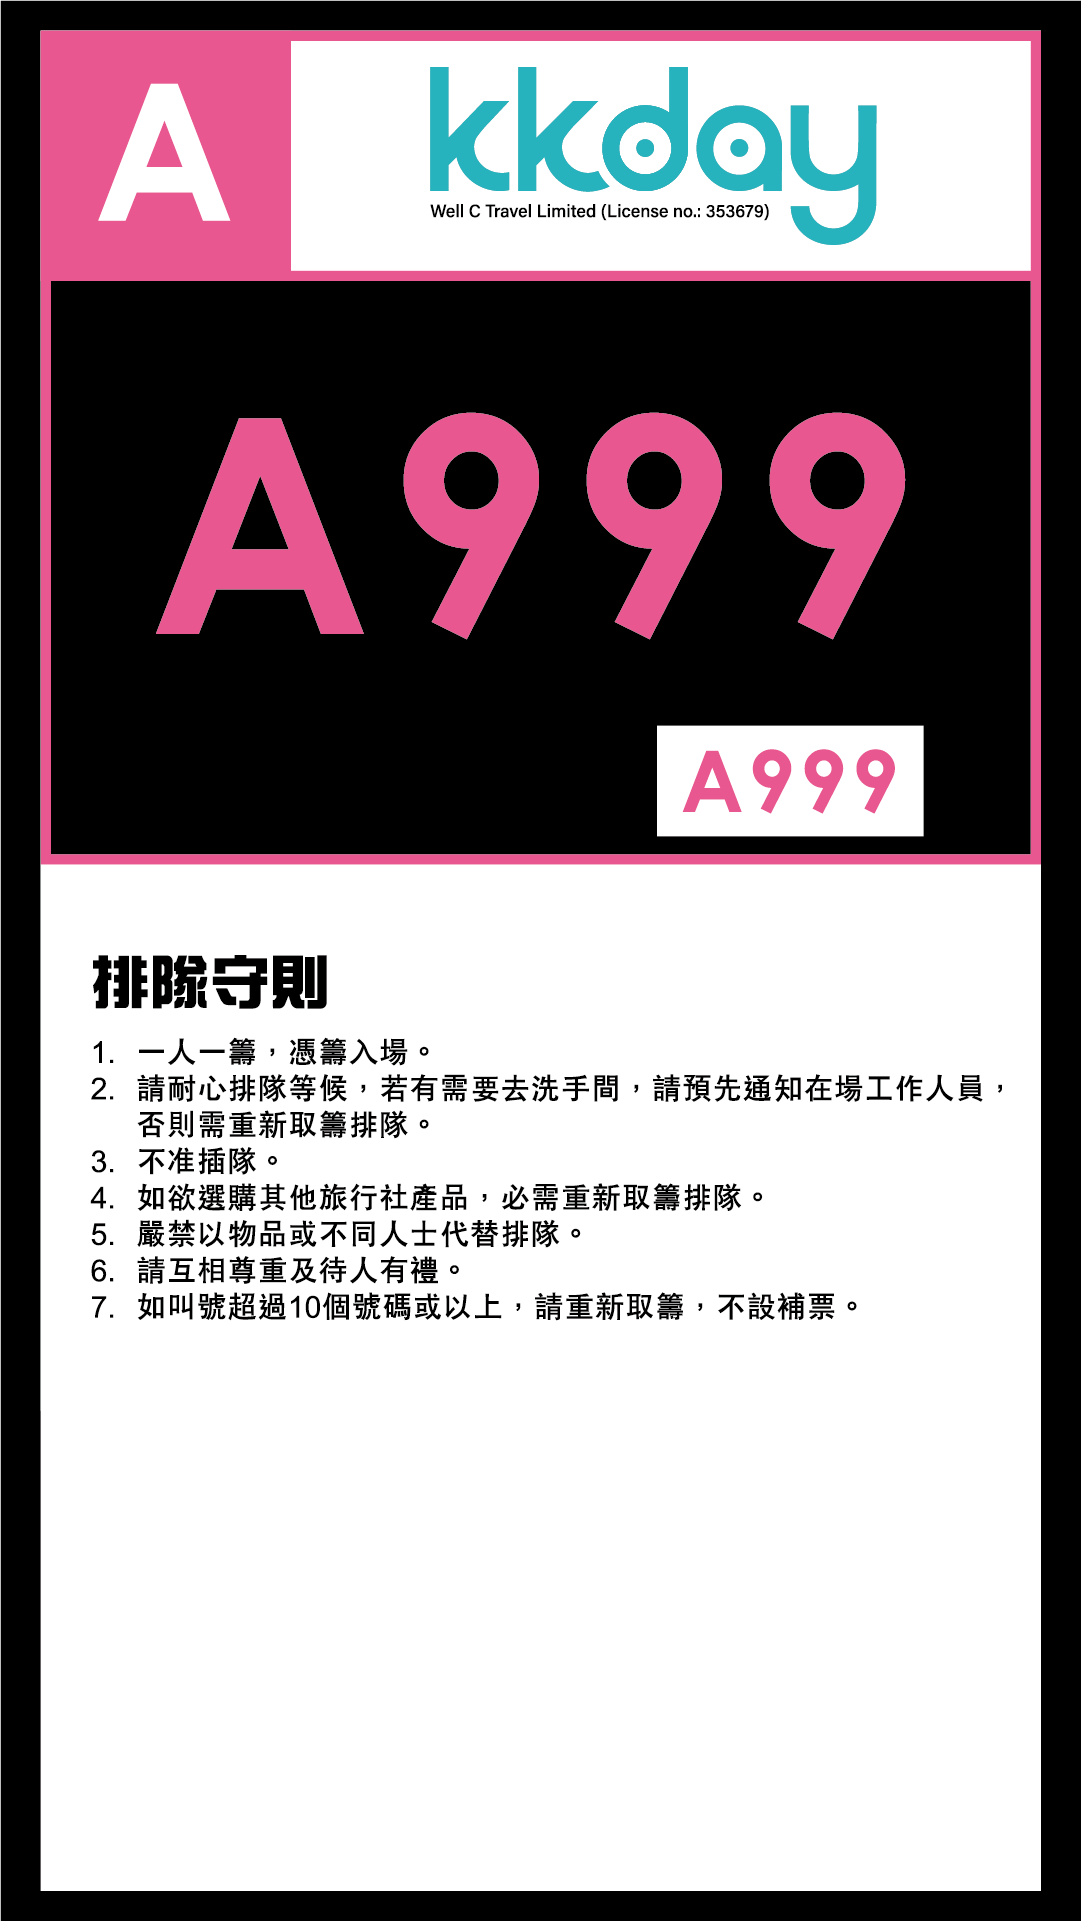 A
kkday
Well C Travel Limited (License no.: 353679)
A999
A999
排隊守則
1. 一人一籌，憑籌入場。
2. 請耐心排隊等候，若有需要去洗手間，請預先通知在場工作人員，
否則需重新取籌排隊。
3. 不准插隊。
4. 如欲選購其他旅行社產品，必需重新取籌排隊。
5. 嚴禁以物品或不同人士代替排隊。
6. 請互相尊重及待人有禮。
7. 如叫號超過10個號碼或以上，請重新取籌，不設補票。